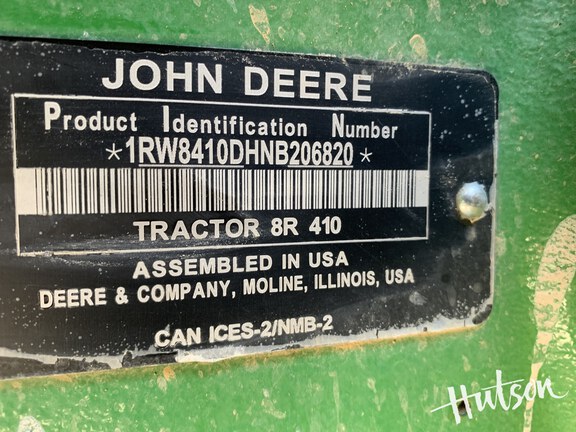 JOHN DEERE
Product Identification Number
*1RW8410DHNB206820*
TRACTOR 8R 410
ASSEMBLED IN USA
DEERE & COMPANY, MOLINE, ILLINOIS, USA
CAN ICES-2/NMB-2
Hutson